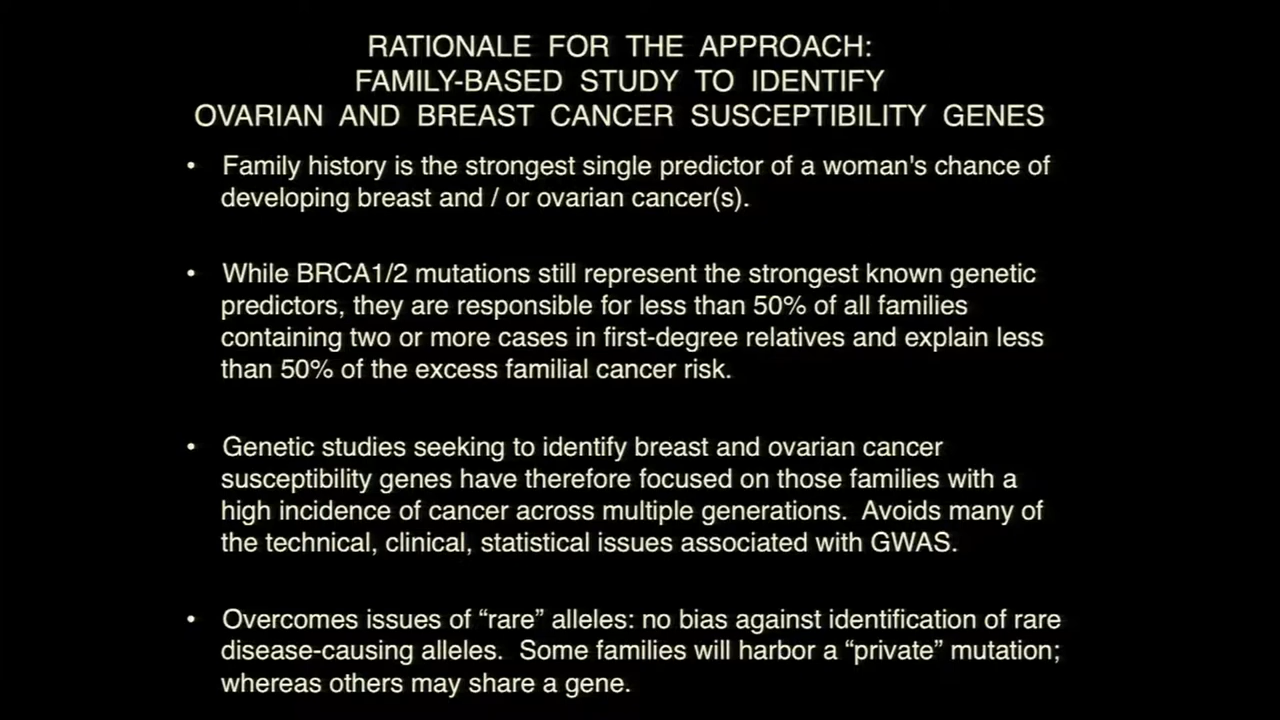 RATIONALE FOR THE APPROACH:
FAMILY-BASED STUDY TO IDENTIFY
OVARIAN AND BREAST CANCER SUSCEPTIBILITY GENES
• Family history is the strongest single predictor of a woman's chance of
developing breast and / or ovarian cancer(s).
• While BRCA1/2 mutations still represent the strongest known genetic
predictors, they are responsible for less than 50% of all families
containing two or more cases in first-degree relatives and explain less
than 50% of the excess familial cancer risk.
• Genetic studies seeking to identify breast and ovarian cancer
susceptibility genes have therefore focused on those families with a
high incidence of cancer across multiple generations. Avoids many of
the technical, clinical, statistical issues associated with GWAS.
• Overcomes issues of “rare” alleles: no bias against identification of rare
disease-causing alleles. Some families will harbor a “private” mutation;
whereas others may share a gene.